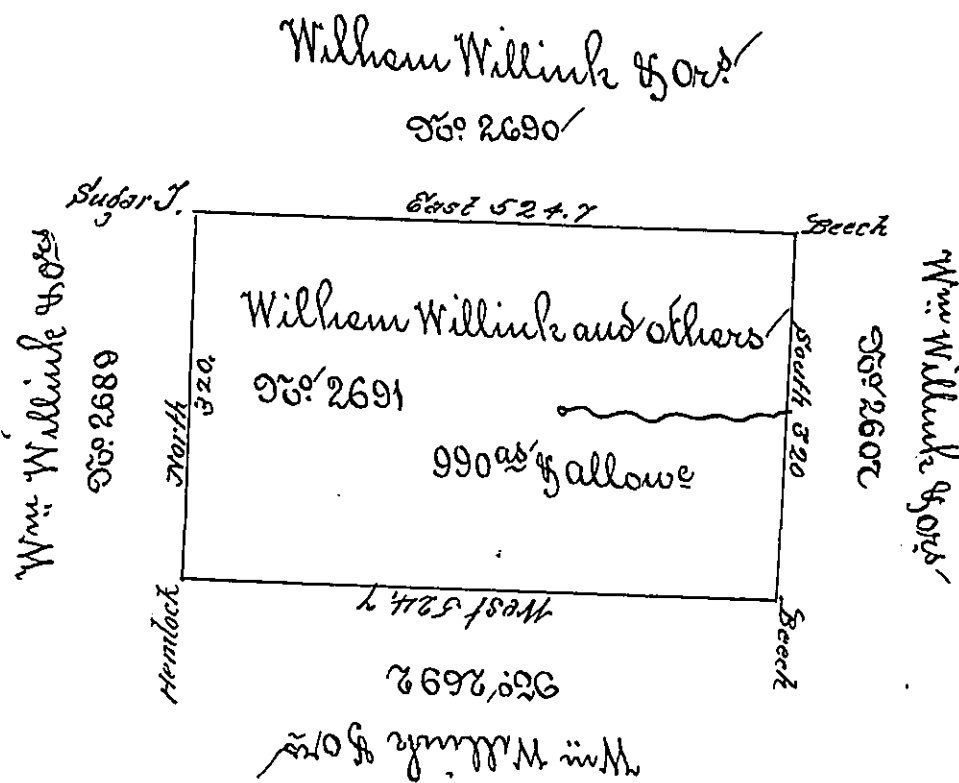 Wilhem Willink & Ors
No. 2690
Sugar T.
East 524.7
Beech
Wm Willink & Ors
No. 2689
North 320.
Wilhem Willink and others
No. 2691
990 as & allowe
South 320
No. 2602
Wm Willink & Ors
Hemlock
West 524.7
Beech
No. 2692
Wm Willink & Ors